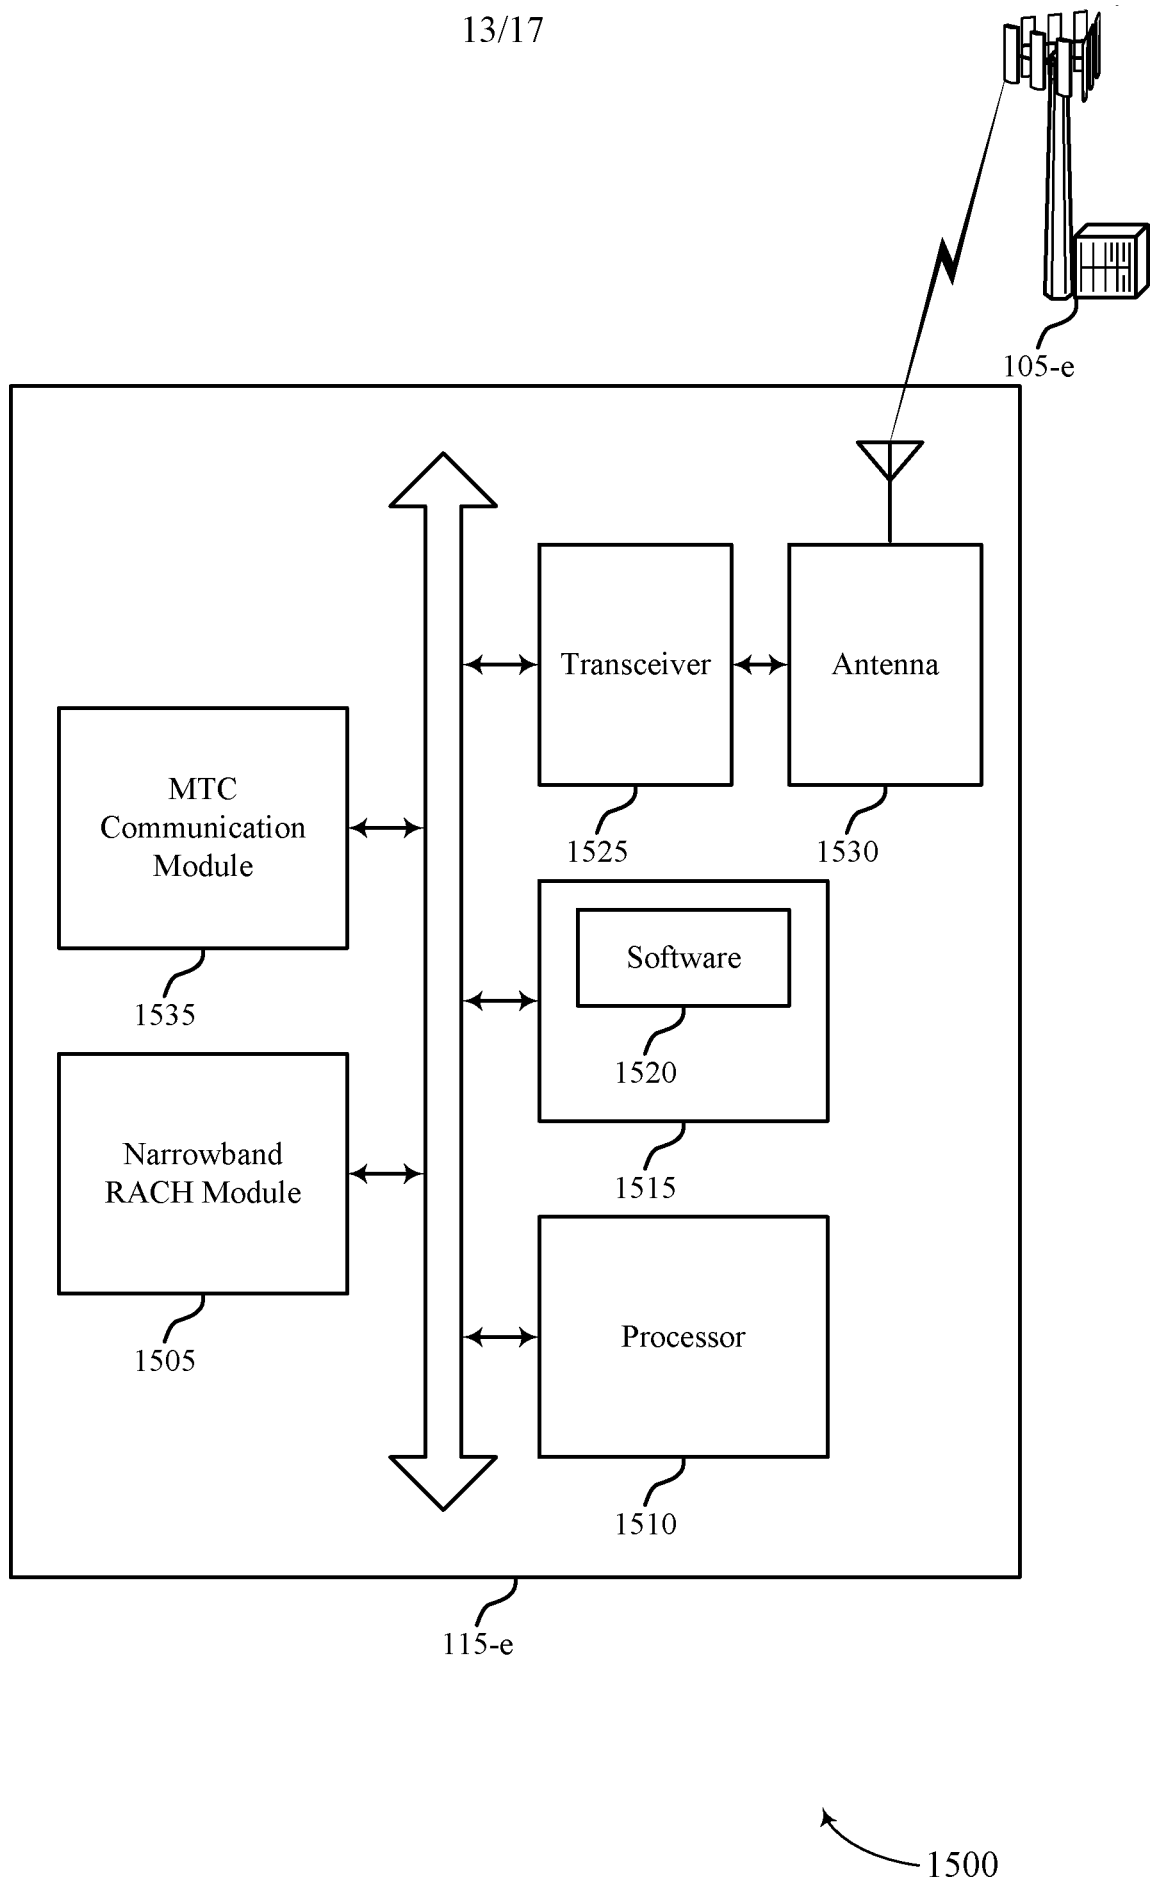 13/17
105-e
Transceiver
Antenna
1525
1530
MTC
Communication
Module
1535
Software
1520
1515
Narrowband
RACH Module
1505
Processor
1510
115-e
1500